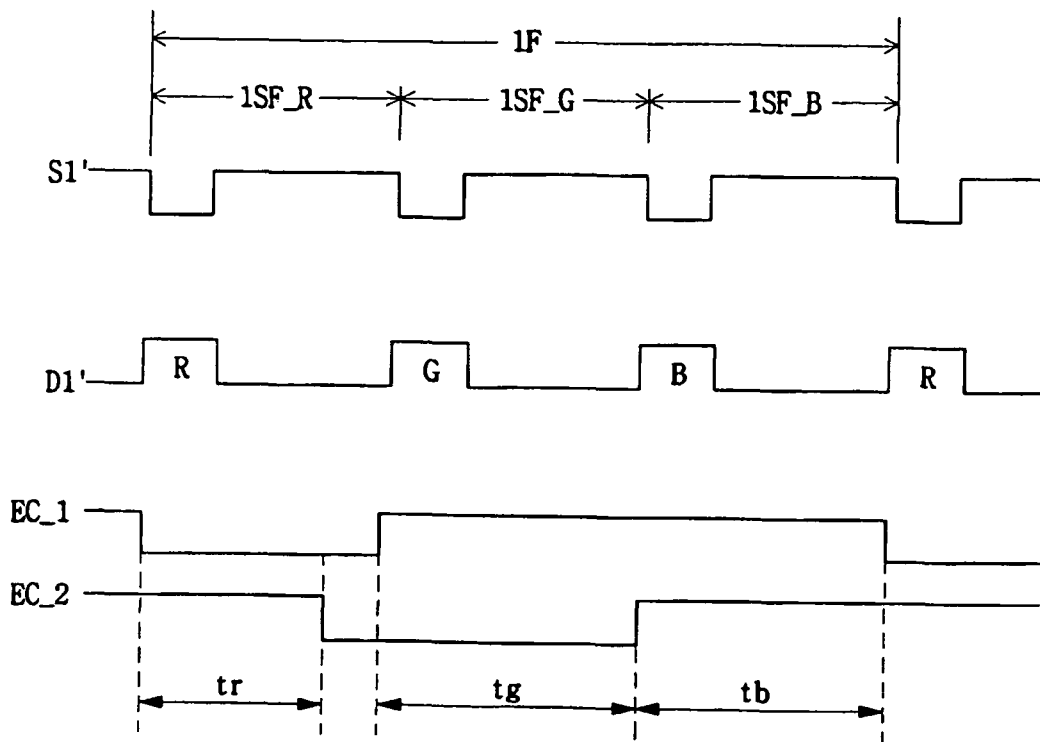 1F
1SF_R 1SF_G 1SF_B
S1'
D1' R G B R
EC_1
EC_2
tr tg tb